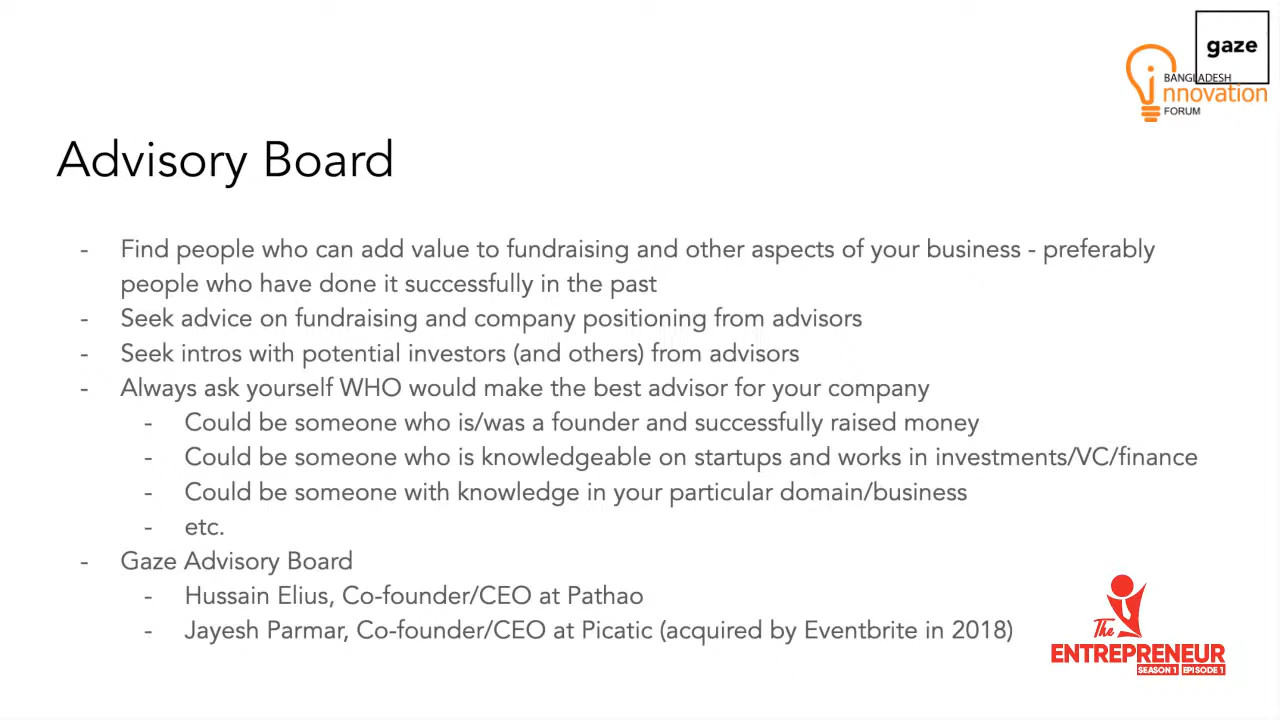 gaze
BANGLADESH
innovation
FORUM
Advisory Board
- Find people who can add value to fundraising and other aspects of your business - preferably
people who have done it successfully in the past
- Seek advice on fundraising and company positioning from advisors
- Seek intros with potential investors (and others) from advisors
- Always ask yourself WHO would make the best advisor for your company
- Could be someone who is/was a founder and successfully raised money
- Could be someone who is knowledgeable on startups and works in investments/VC/finance
- Could be someone with knowledge in your particular domain/business
- etc.
- Gaze Advisory Board
- Hussain Elius, Co-founder/CEO at Pathao
- Jayesh Parmar, Co-founder/CEO at Picatic (acquired by Eventbrite in 2018)
The
ENTREPRENEUR
SEASON 1 EPISODE 1